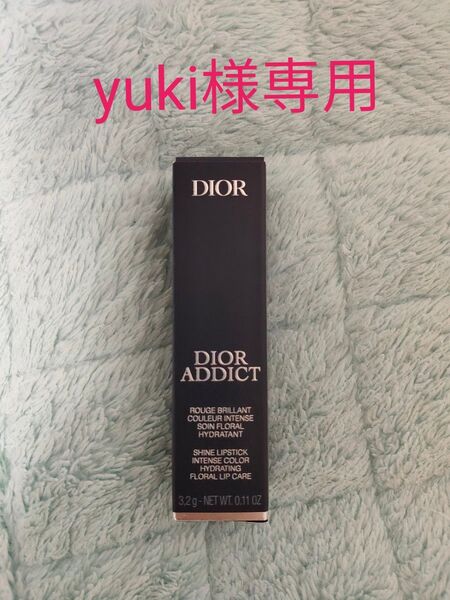 yuki様専用
DIOR
DIOR
ADDICT
ROUGE BRILLANT
COULEUR INTENSE
SOIN FLORAL
HYDRATANT
SHINE LIPSTICK
INTENSE COLOR
HYDRATING
FLORAL LIP CARE
3,2 g - NET WT. 0.11 OZ